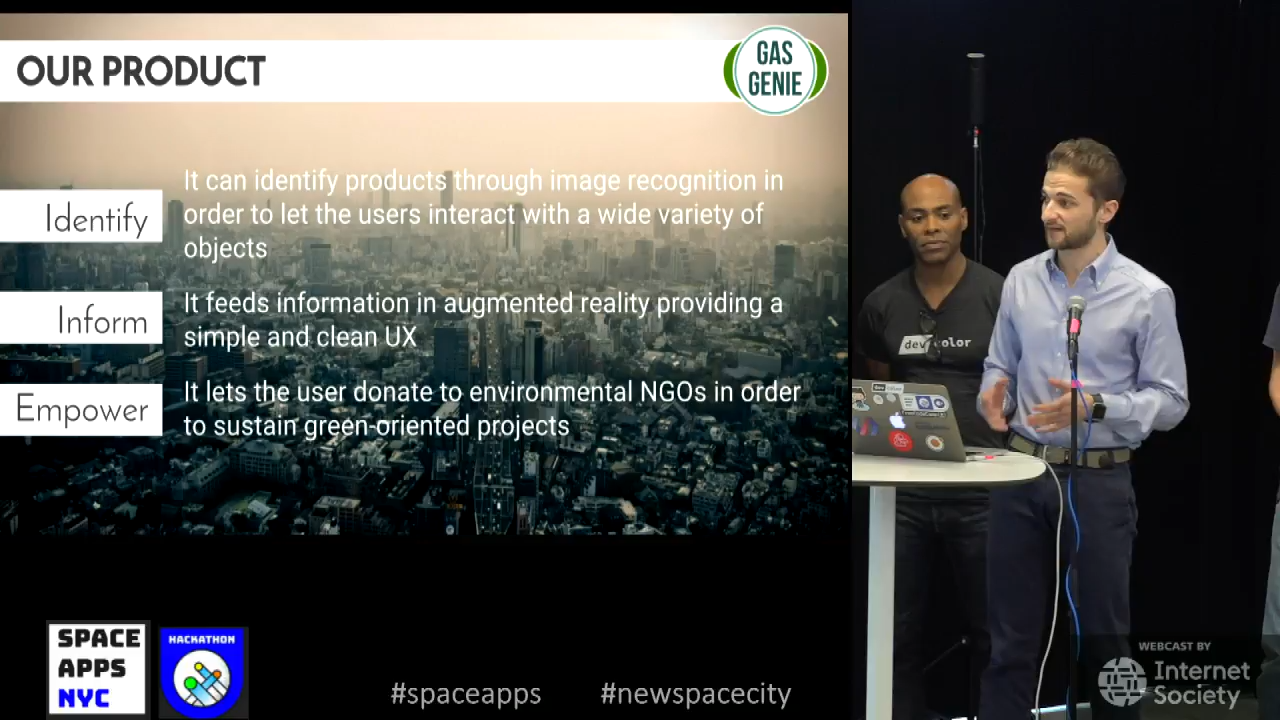 OUR PRODUCT
GAS
GENIE
Identify
It can identify products through image recognition in
order to let the users interact with a wide variety of
objects
Inform
It feeds information in augmented reality providing a
simple and clean UX
Empower
It lets the user donate to environmental NGOs in order
to sustain green-oriented projects
SPACE
APPS
NYC
HACKATHON
#spaceapps
#newspacecity
WEBCAST BY
Internet
Society